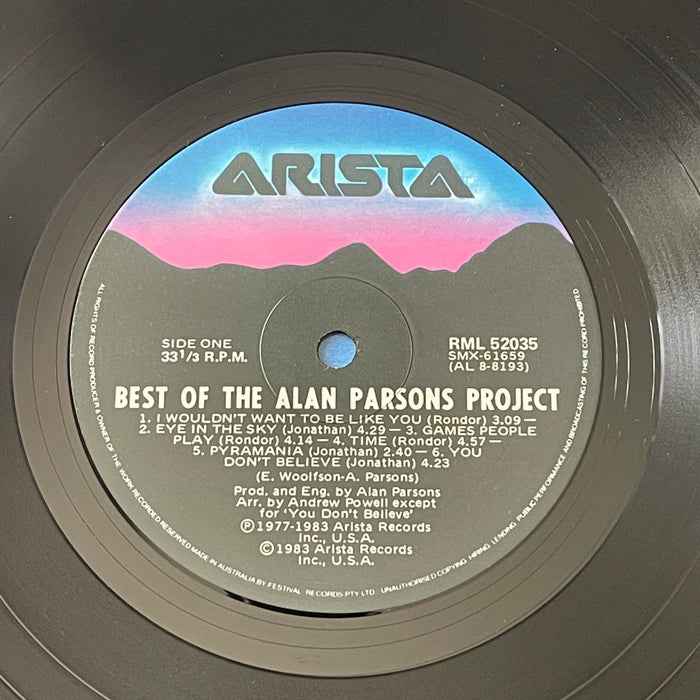 ARISTA
SIDE ONE
33 1/3 R.P.M.
RML 52035
SMX-61659
(AL 8-8193)
BEST OF THE ALAN PARSONS PROJECT
1. I WOULDN'T WANT TO BE LIKE YOU (Rondor) 3.09 —
2. EYE IN THE SKY (Jonathan) 4.28 — 3. GAMES PEOPLE
PLAY (Rondor) 4.14 — 4. TIME (Rondor) 4.57 —
5. PYRAMANIA (Jonathan) 2.40 — 6. YOU
DON'T BELIEVE (Jonathan) 4.23
(E. Woolfson-A. Parsons)
Prod. and Eng. by Alan Parsons
Arr. by Andrew Powell except
for 'You Don't Believe'
Ⓟ 1977-1983 Arista Records
Inc., U.S.A.
© 1983 Arista Records
Inc., U.S.A.
ALL RIGHTS OF RECORD PRODUCER & OWNER OF THE WORK RECORDED RESERVED MADE IN AUSTRALIA BY FESTIVAL RECORDS PTY LTD UNAUTHORISED COPYING, HIRING, LENDING, PUBLIC PERFORMANCE AND BROADCASTING OF THIS RECORD PROHIBITED